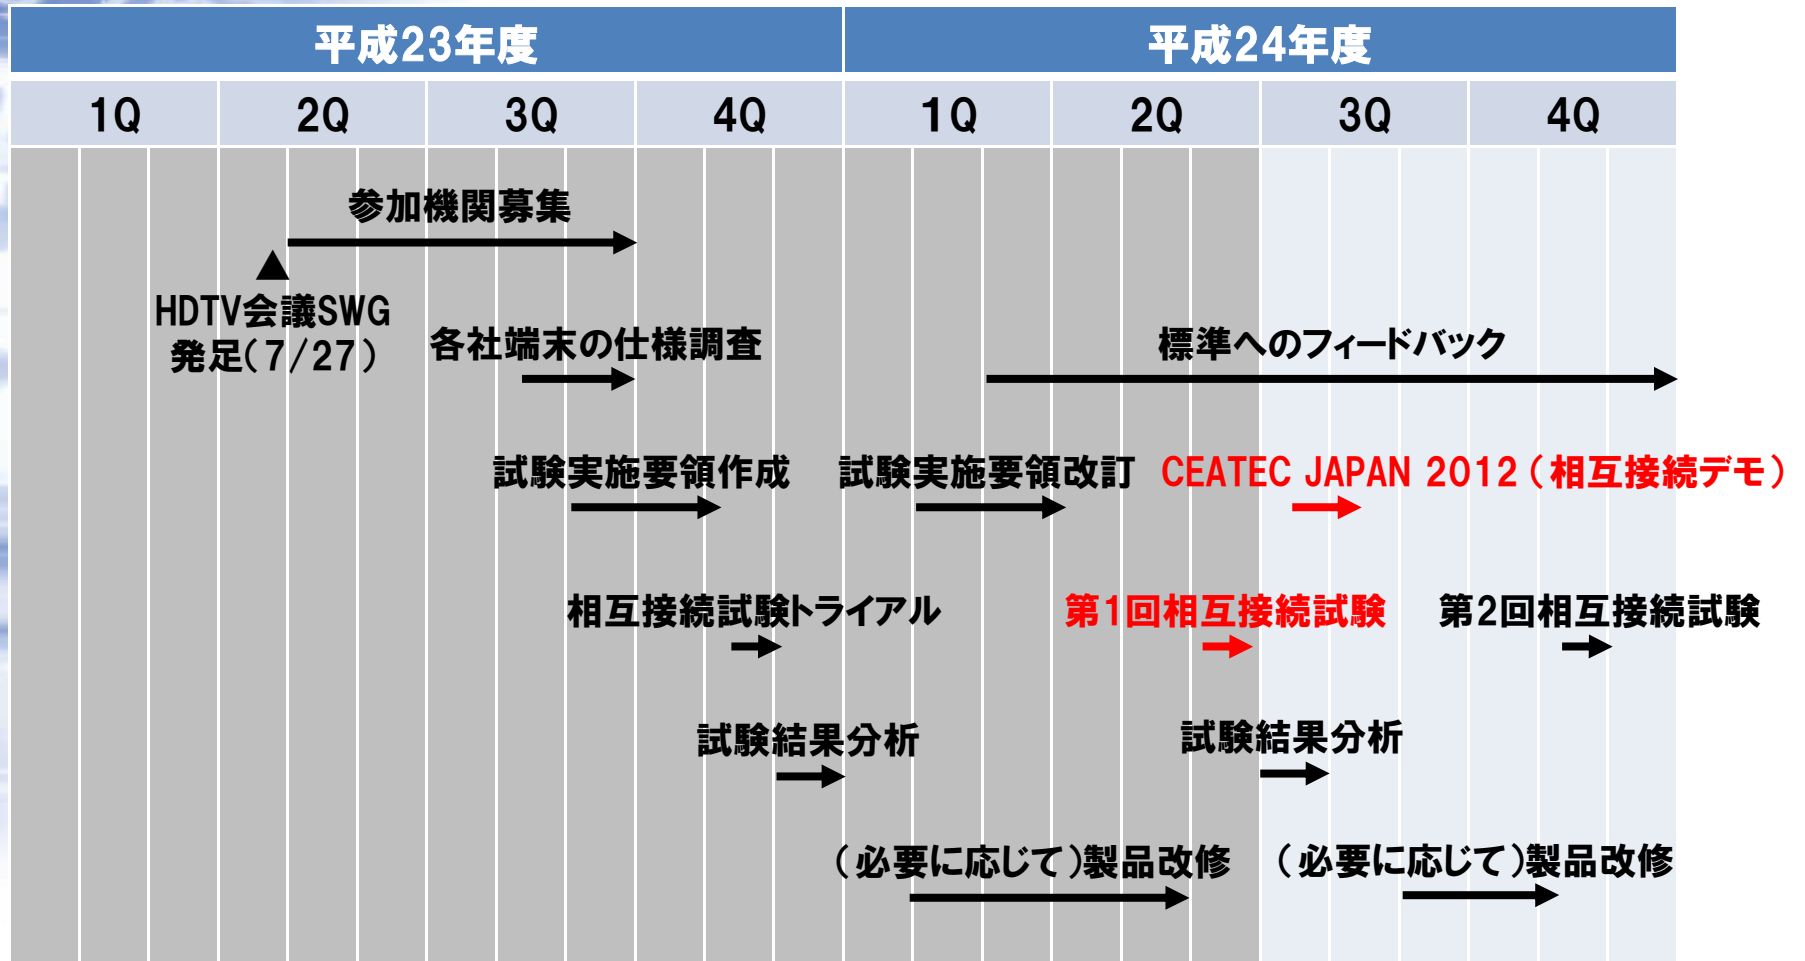 平成23年度
平成24年度
1Q
2Q
3Q
4Q
1Q
2Q
3Q
4Q
参加機関募集
▲
HDTV会議SWG
発足(7/27)
各社端末の仕様調査
標準へのフィードバック
試験実施要領作成
試験実施要領改訂
CEATEC JAPAN 2012(相互接続デモ)
相互接続試験トライアル
第1回相互接続試験
第2回相互接続試験
試験結果分析
試験結果分析
(必要に応じて)製品改修
(必要に応じて)製品改修